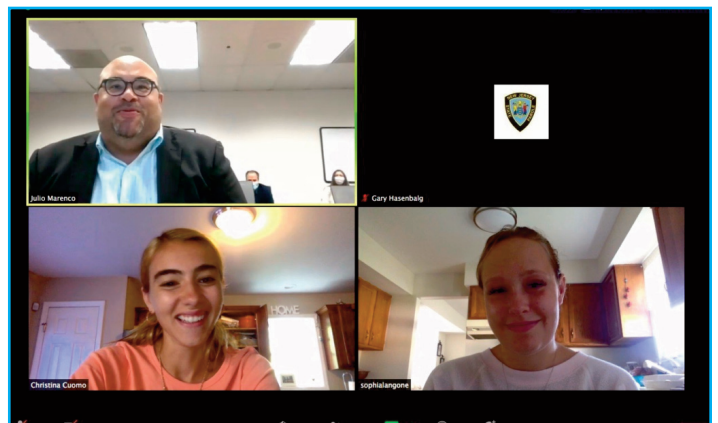 Julio Marenco
Gary Hasenbalg
HOME
Christina Cuomo
sophialangone